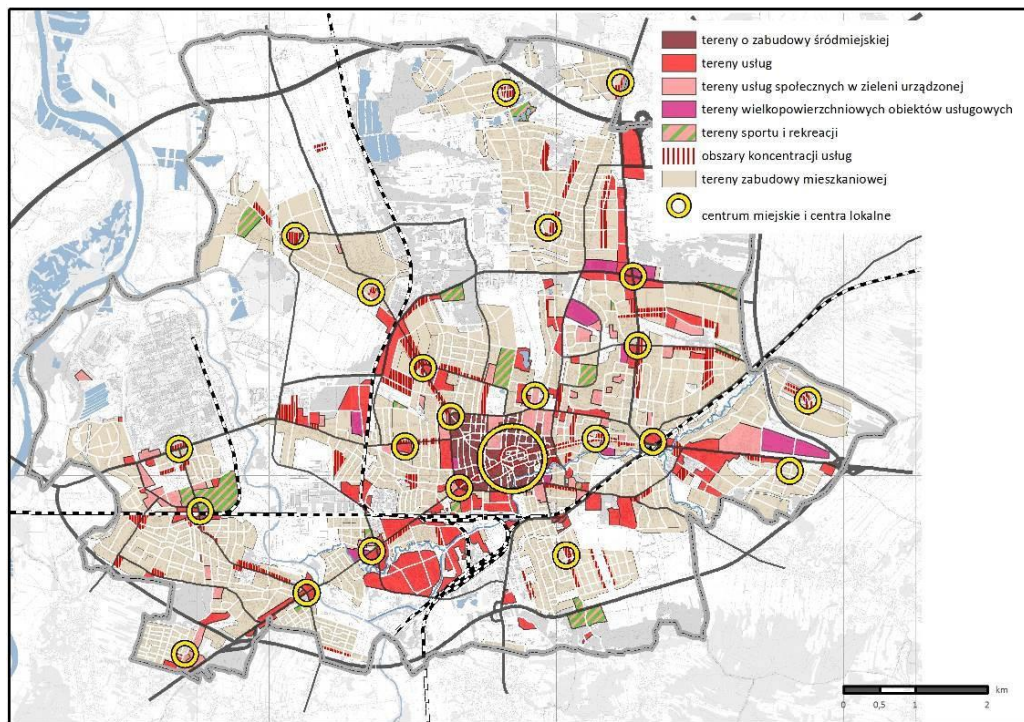 tereny o zabudowy śródmiejskiej
tereny usług
tereny usług społecznych w zieleni urządzonej
tereny wielkopowierzchniowych obiektów usługowych
tereny sportu i rekreacji
obszary koncentracji usług
tereny zabudowy mieszkaniowej
centrum miejskie i centra lokalne
km
0 0,5 1 2